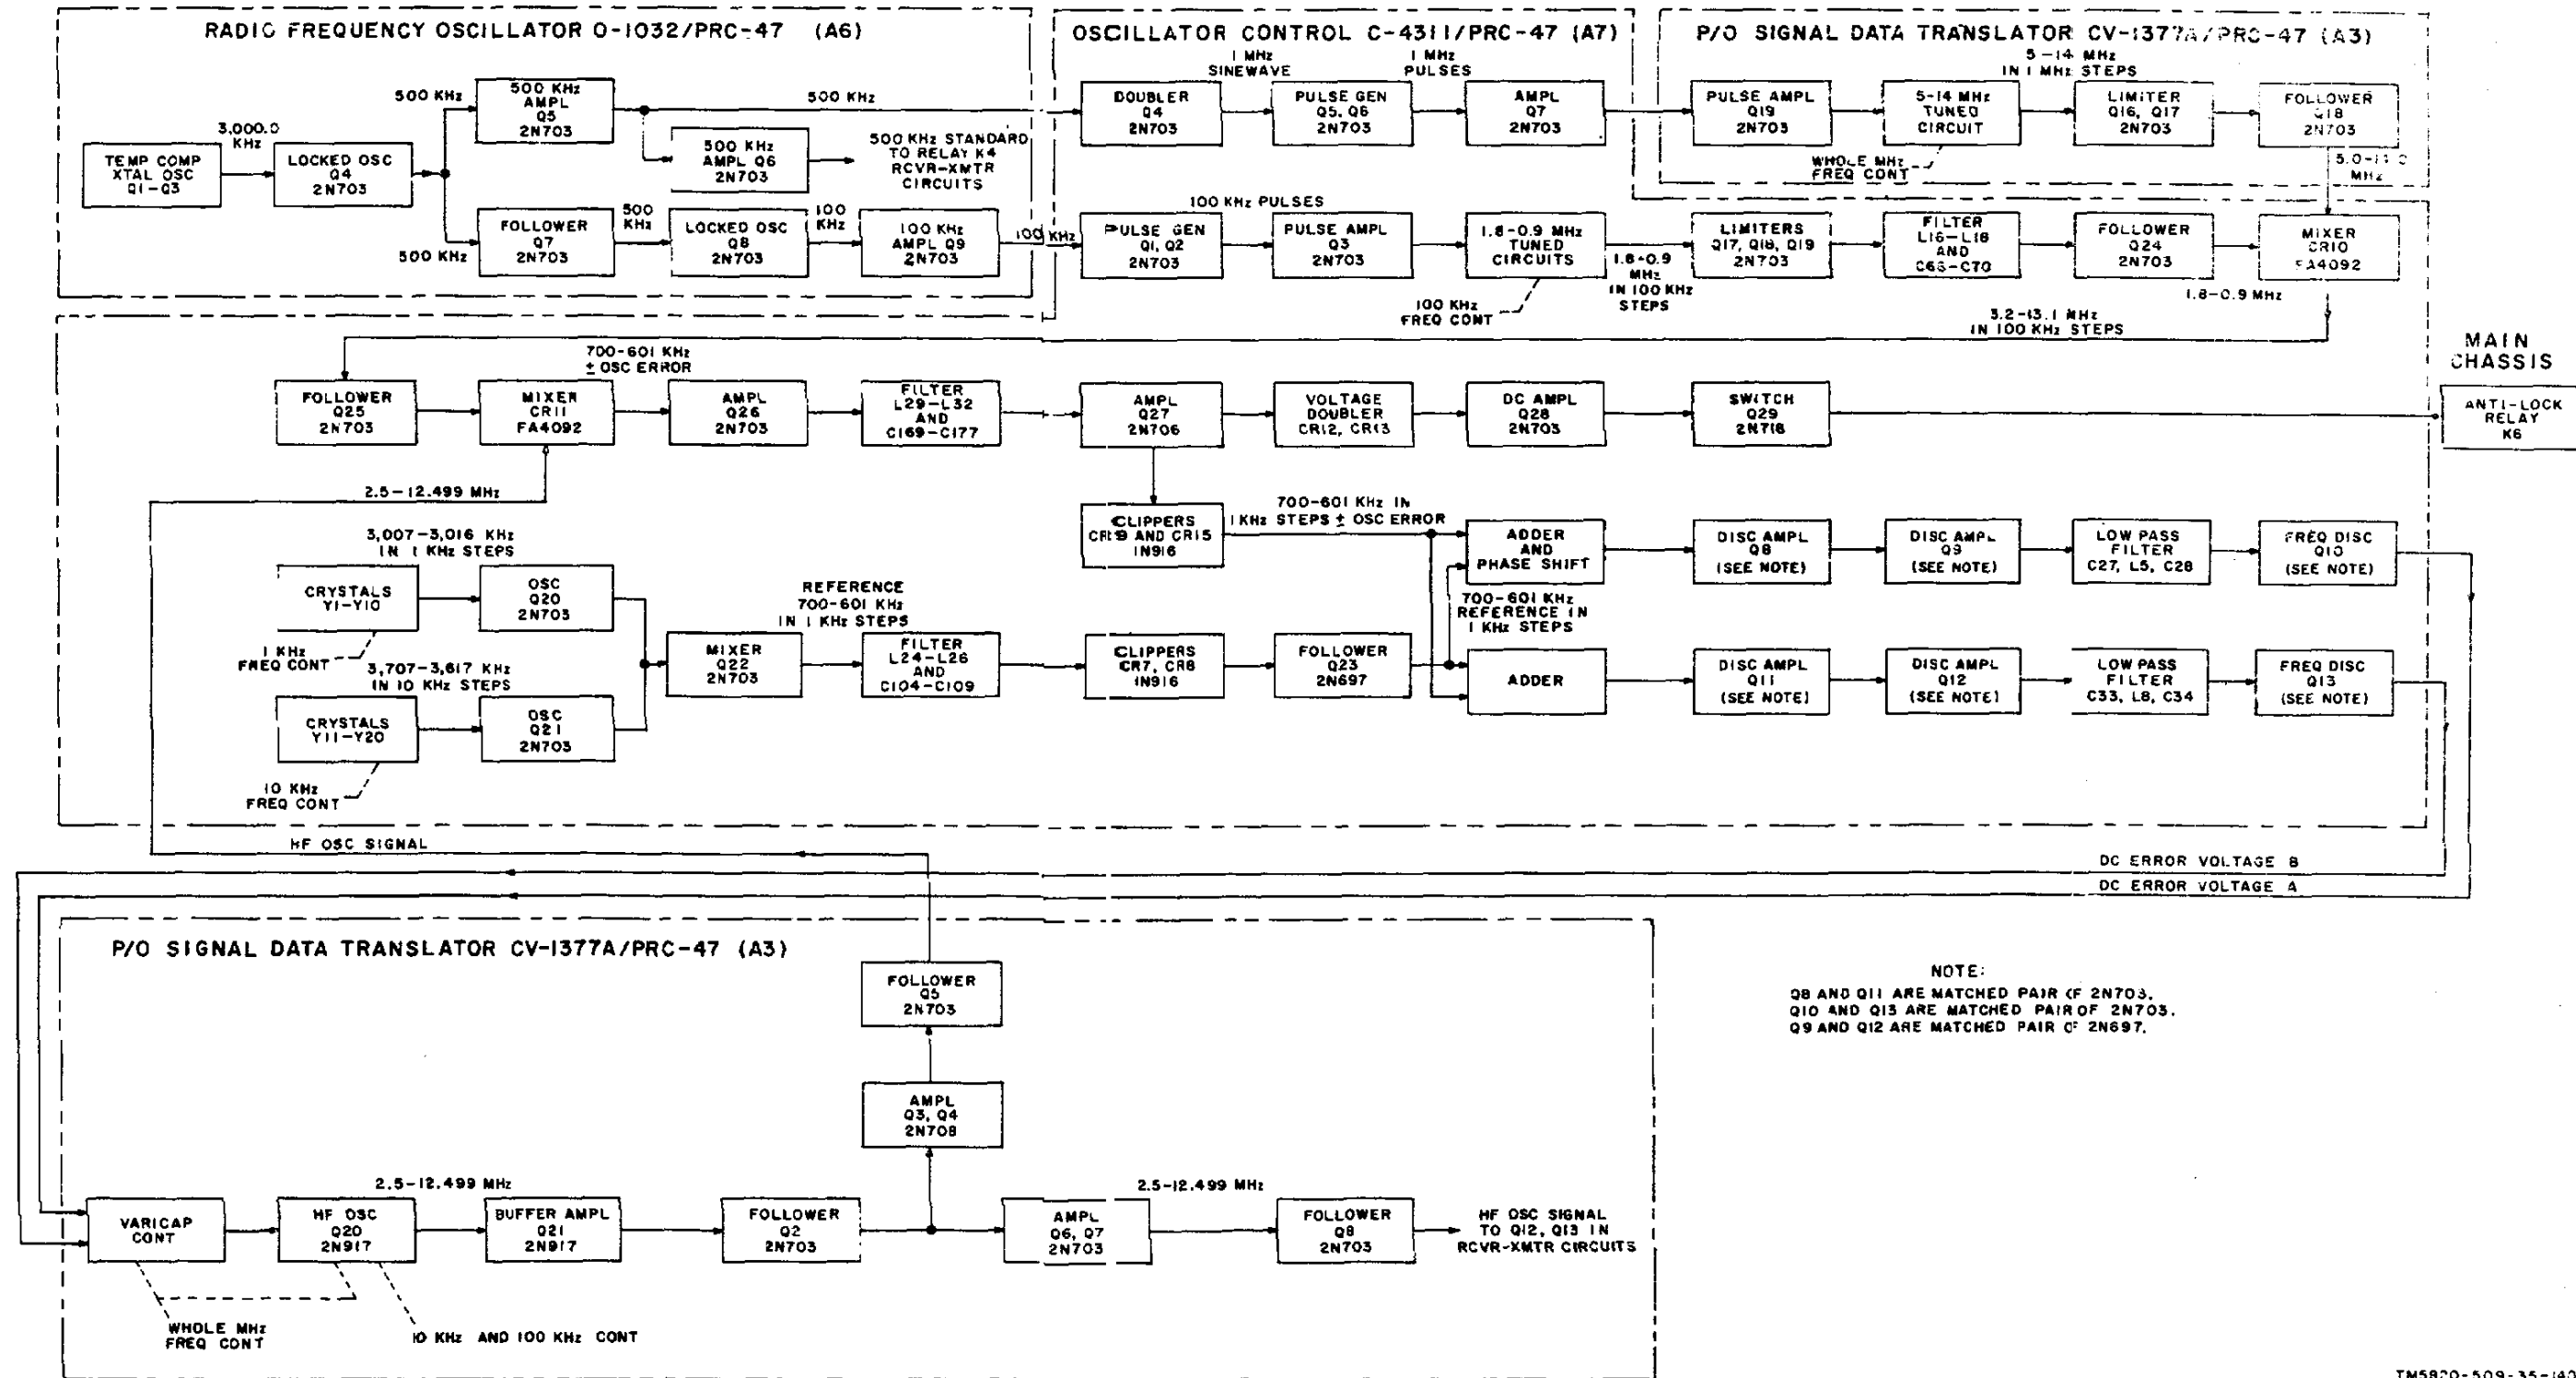 RADIO FREQUENCY OSCILLATOR O-1032/PRC-47 (A6)
OSCILLATOR CONTROL C-4311/PRC-47 (A7)
P/O SIGNAL DATA TRANSLATOR CV-1377A/PRC-47 (A3)
TEMP COMP
XTAL OSC
Q1-Q3
3,000.0
KHz
LOCKED OSC
Q4
2N703
500 KHz
500 KHz
AMPL
Q5
2N703
500 KHz
500 KHz
AMPL Q6
2N703
500 KHz STANDARD
TO RELAY K4
RCVR-XMTR
CIRCUITS
500 KHz
FOLLOWER
Q7
2N703
500
KHz
LOCKED OSC
Q8
2N703
100
KHz
100 KHz
AMPL Q9
2N703
100 KHz
DOUBLER
Q4
2N703
1 MHz
SINEWAVE
PULSE GEN
Q5, Q6
2N703
1 MHz
PULSES
AMPL
Q7
2N703
PULSE AMPL
Q19
2N703
5-14 MHz
IN 1 MHz STEPS
5-14 MHz
TUNED
CIRCUIT
WHOLE MHz
FREQ CONT
LIMITER
Q16, Q17
2N703
FOLLOWER
Q18
2N703
MHz
100 KHz PULSES
PULSE GEN
Q1, Q2
2N703
PULSE AMPL
Q3
2N703
1.8-0.9 MHz
TUNED
CIRCUITS
100 KHz
FREQ CONT
1.8-0.9
MHz
IN 100 KHz
STEPS
LIMITERS
Q17, Q18, Q19
2N703
FILTER
L16-L18
AND
C68-C70
FOLLOWER
Q24
2N703
1.8-0.9 MHz
MIXER
CR10
FA4092
3.2-13.1 MHz
IN 100 KHz STEPS
MAIN
CHASSIS
FOLLOWER
Q25
2N703
700-601 KHz
± OSC ERROR
MIXER
CR11
FA4092
AMPL
Q26
2N703
FILTER
L29-L32
AND
C169-C177
AMPL
Q27
2N706
VOLTAGE
DOUBLER
CR12, CR13
DC AMPL
Q28
2N703
SWITCH
Q29
2N718
ANTI-LOCK
RELAY
K6
2.5-12.499 MHz
CLIPPERS
CR19 AND CR15
1N916
700-601 KHz IN
1 KHz STEPS ± OSC ERROR
ADDER
AND
PHASE SHIFT
DISC AMPL
Q8
(SEE NOTE)
DISC AMPL
Q9
(SEE NOTE)
LOW PASS
FILTER
C27, L5, C28
FREQ DISC
Q10
(SEE NOTE)
3,007-3,016 KHz
IN 1 KHz STEPS
CRYSTALS
Y1-Y10
OSC
Q20
2N703
1 KHz
FREQ CONT
3,707-3,617 KHz
IN 10 KHz STEPS
CRYSTALS
Y11-Y20
OSC
Q21
2N703
10 KHz
FREQ CONT
MIXER
Q22
2N703
REFERENCE
700-601 KHz
IN 1 KHz STEPS
FILTER
L24-L26
AND
C104-C109
CLIPPERS
CR7, CR8
1N916
FOLLOWER
Q23
2N697
700-601 KHz
REFERENCE IN
1 KHz STEPS
ADDER
DISC AMPL
Q11
(SEE NOTE)
DISC AMPL
Q12
(SEE NOTE)
LOW PASS
FILTER
C33, L8, C34
FREQ DISC
Q13
(SEE NOTE)
HF OSC SIGNAL
DC ERROR VOLTAGE B
DC ERROR VOLTAGE A
P/O SIGNAL DATA TRANSLATOR CV-1377A/PRC-47 (A3)
FOLLOWER
Q5
2N703
AMPL
Q3, Q4
2N708
VARICAP
CONT
2.5-12.499 MHz
HF OSC
Q20
2N917
BUFFER AMPL
Q21
2N917
FOLLOWER
Q2
2N703
AMPL
Q6, Q7
2N703
2.5-12.499 MHz
FOLLOWER
Q8
2N703
HF OSC SIGNAL
TO Q12, Q13 IN
RCVR-XMTR CIRCUITS
WHOLE MHz
FREQ CONT
10 KHz AND 100 KHz CONT
NOTE:
Q8 AND Q11 ARE MATCHED PAIR OF 2N703.
Q10 AND Q13 ARE MATCHED PAIR OF 2N703.
Q9 AND Q12 ARE MATCHED PAIR OF 2N697.
TM5820-509-35-140